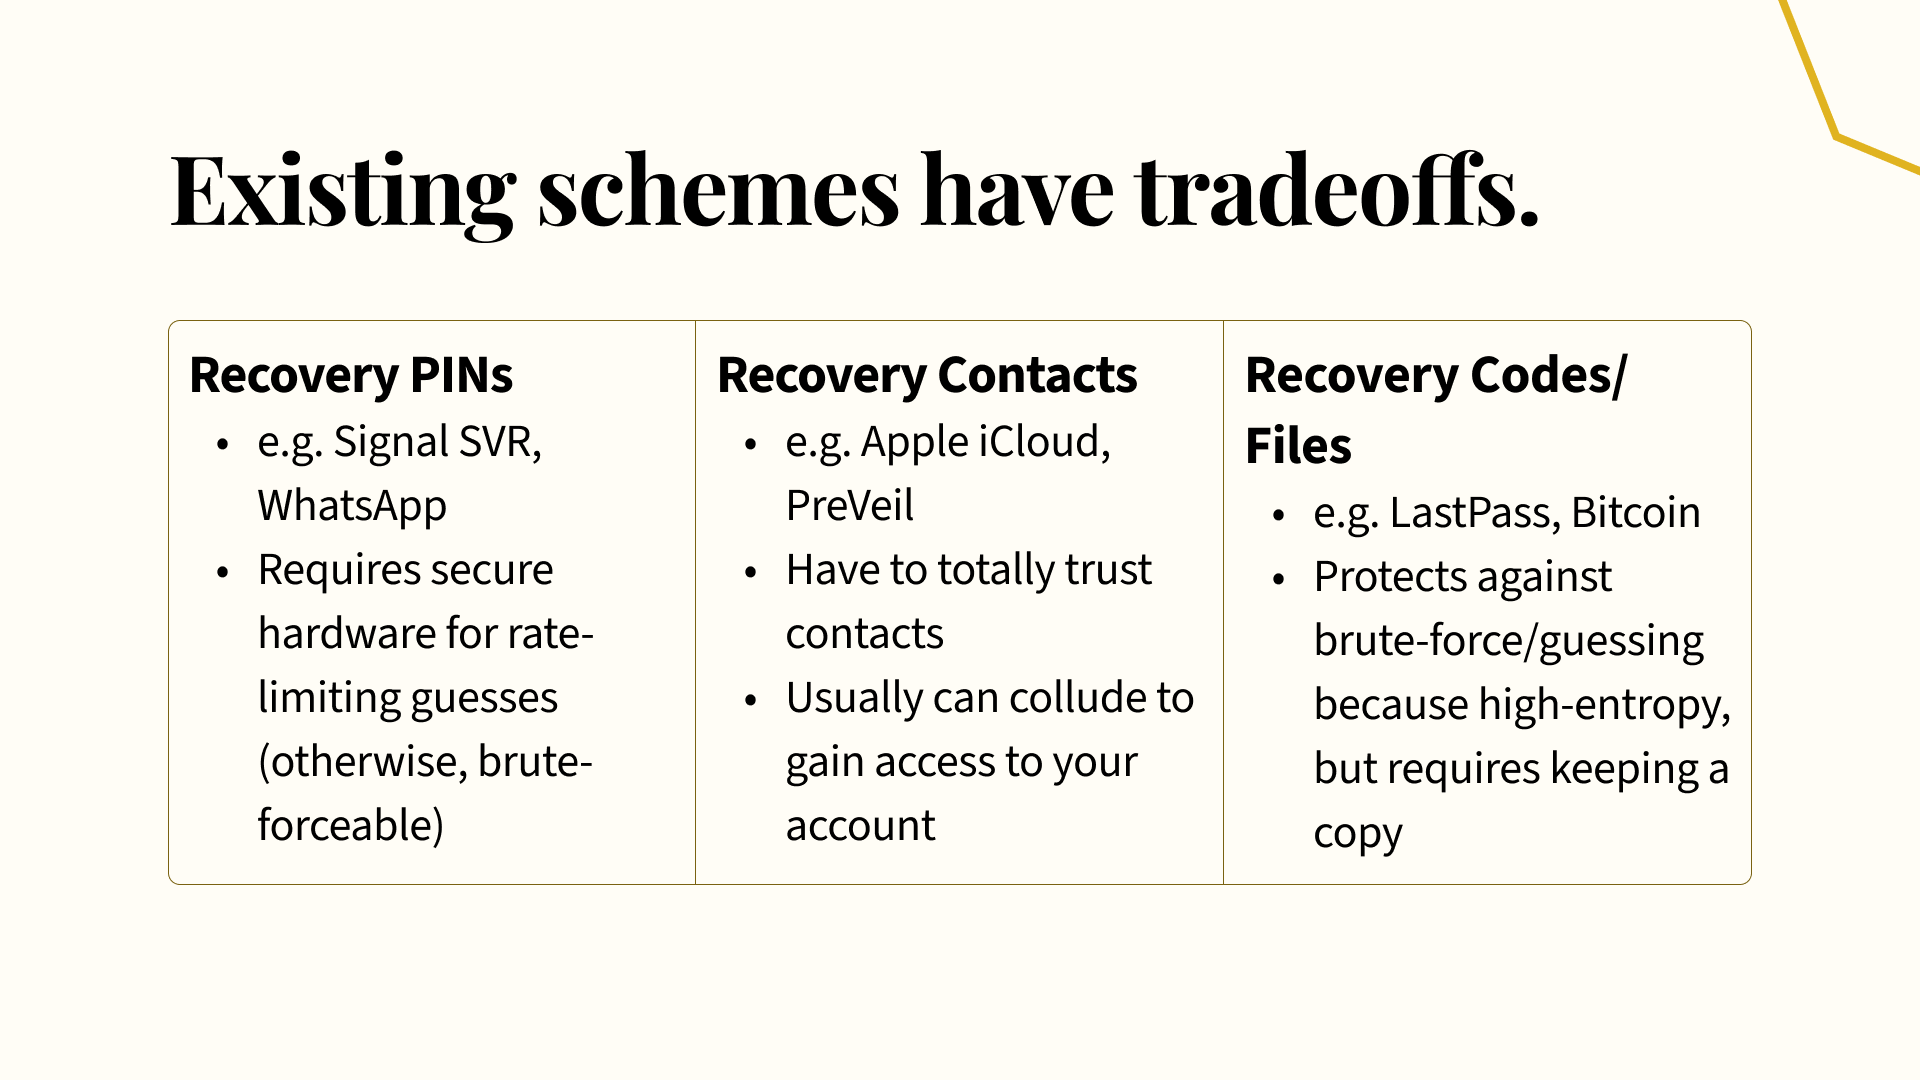 Existing schemes have tradeoffs.
Recovery PINs
• e.g. Signal SVR,
WhatsApp
• Requires secure
hardware for rate-
limiting guesses
(otherwise, brute-
forceable)
Recovery Contacts
• e.g. Apple iCloud,
PreVeil
• Have to totally trust
contacts
• Usually can collude to
gain access to your
account
Recovery Codes/
Files
• e.g. LastPass, Bitcoin
• Protects against
brute-force/guessing
because high-entropy,
but requires keeping a
copy